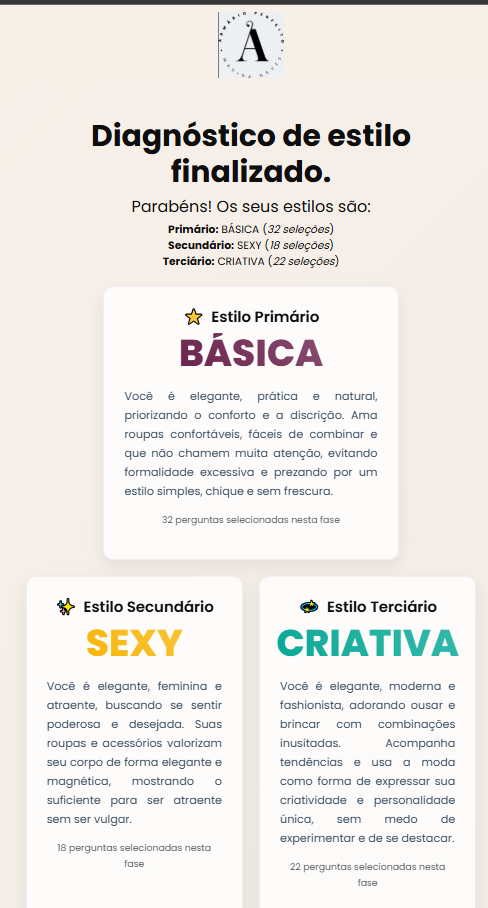 ARMÁRIO PERFEITO
A
MARINA NEVES
Diagnóstico de estilo
finalizado.
Parabéns! Os seus estilos são:
Primário: BÁSICA (32 seleções)
Secundário: SEXY (18 seleções)
Terciário: CRIATIVA (22 seleções)
Estilo Primário
BÁSICA
Você é elegante, prática e natural,
priorizando o conforto e a discrição. Ama
roupas confortáveis, fáceis de combinar e
que não chamem muita atenção, evitando
formalidade excessiva e prezando por um
estilo simples, chique e sem frescura.
32 perguntas selecionadas nesta fase
Estilo Secundário
SEXY
Você é elegante, feminina e
atraente, buscando se sentir
poderosa e desejada. Suas
roupas e acessórios valorizam
seu corpo de forma elegante e
magnética, mostrando o
suficiente para ser atraente
sem ser vulgar.
18 perguntas selecionadas nesta
fase
Estilo Terciário
CRIATIVA
Você é elegante, moderna e
fashionista, adorando ousar e
brincar com combinações
inusitadas. Acompanha
tendências e usa a moda
como forma de expressar sua
criatividade e personalidade
única, sem medo de
experimentar e de se destacar.
22 perguntas selecionadas nesta
fase